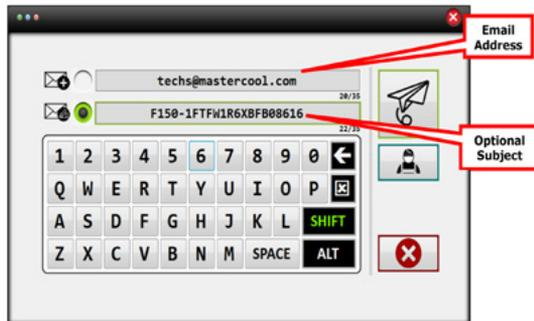 Email
Address
techs@mastercool.com
20/35
F150-1FTFW1R6XBFB08616
22/35
Optional
Subject
1 2 3 4 5 6 7 8 9 0
Q W E R T Y U I O P
A S D F G H J K L SHIFT
Z X C V B N M SPACE ALT